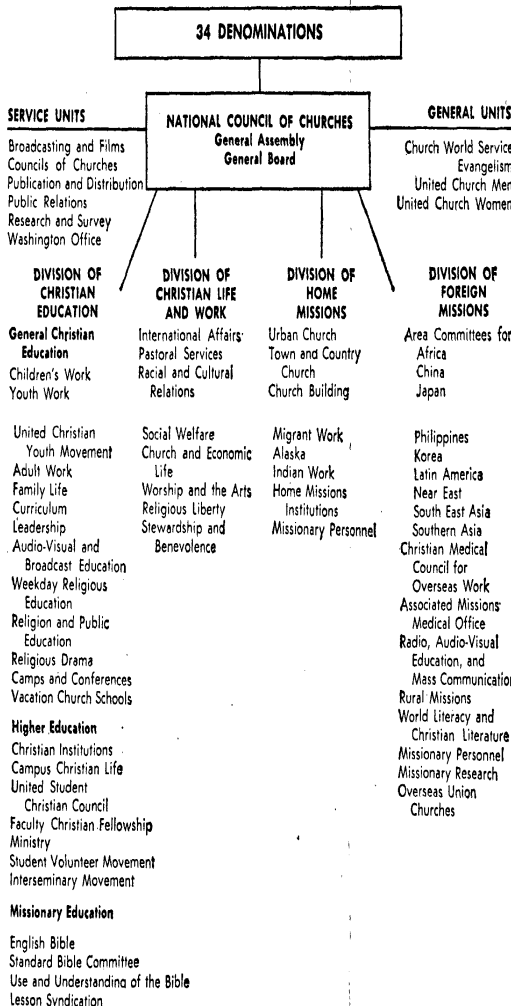 34 DENOMINATIONS
NATIONAL COUNCIL OF CHURCHES
General Assembly
General Board
SERVICE UNITS
Broadcasting and Films
Councils of Churches
Publication and Distribution
Public Relations
Research and Survey
Washington Office
GENERAL UNITS
Church World Service
Evangelism
United Church Men
United Church Women
DIVISION OF
CHRISTIAN
EDUCATION
General Christian
Education
Children's Work
Youth Work
United Christian
Youth Movement
Adult Work
Family Life
Curriculum
Leadership
Audio-Visual and
Broadcast Education
Weekday Religious
Education
Religion and Public
Education
Religious Drama
Camps and Conferences
Vacation Church Schools
Higher Education
Christian Institutions
Campus Christian Life
United Student
Christian Council
Faculty Christian Fellowship
Ministry
Student Volunteer Movement
Interseminary Movement
Missionary Education
English Bible
Standard Bible Committee
Use and Understanding of the Bible
Lesson Syndication
DIVISION OF
CHRISTIAN LIFE
AND WORK
International Affairs
Pastoral Services
Racial and Cultural
Relations
Social Welfare
Church and Economic
Life
Worship and the Arts
Religious Liberty
Stewardship and
Benevolence
DIVISION OF
HOME
MISSIONS
Urban Church
Town and Country
Church
Church Building
Migrant Work
Alaska
Indian Work
Home Missions
Institutions
Missionary Personnel
DIVISION OF
FOREIGN
MISSIONS
Area Committees for
Africa
China
Japan
Philippines
Korea
Latin America
Near East
South East Asia
Southern Asia
Christian Medical
Council for
Overseas Work
Associated Missions
Medical Office
Radio, Audio-Visual
Education, and
Mass Communication
Rural Missions
World Literacy and
Christian Literature
Missionary Personnel
Missionary Research
Overseas Union
Churches